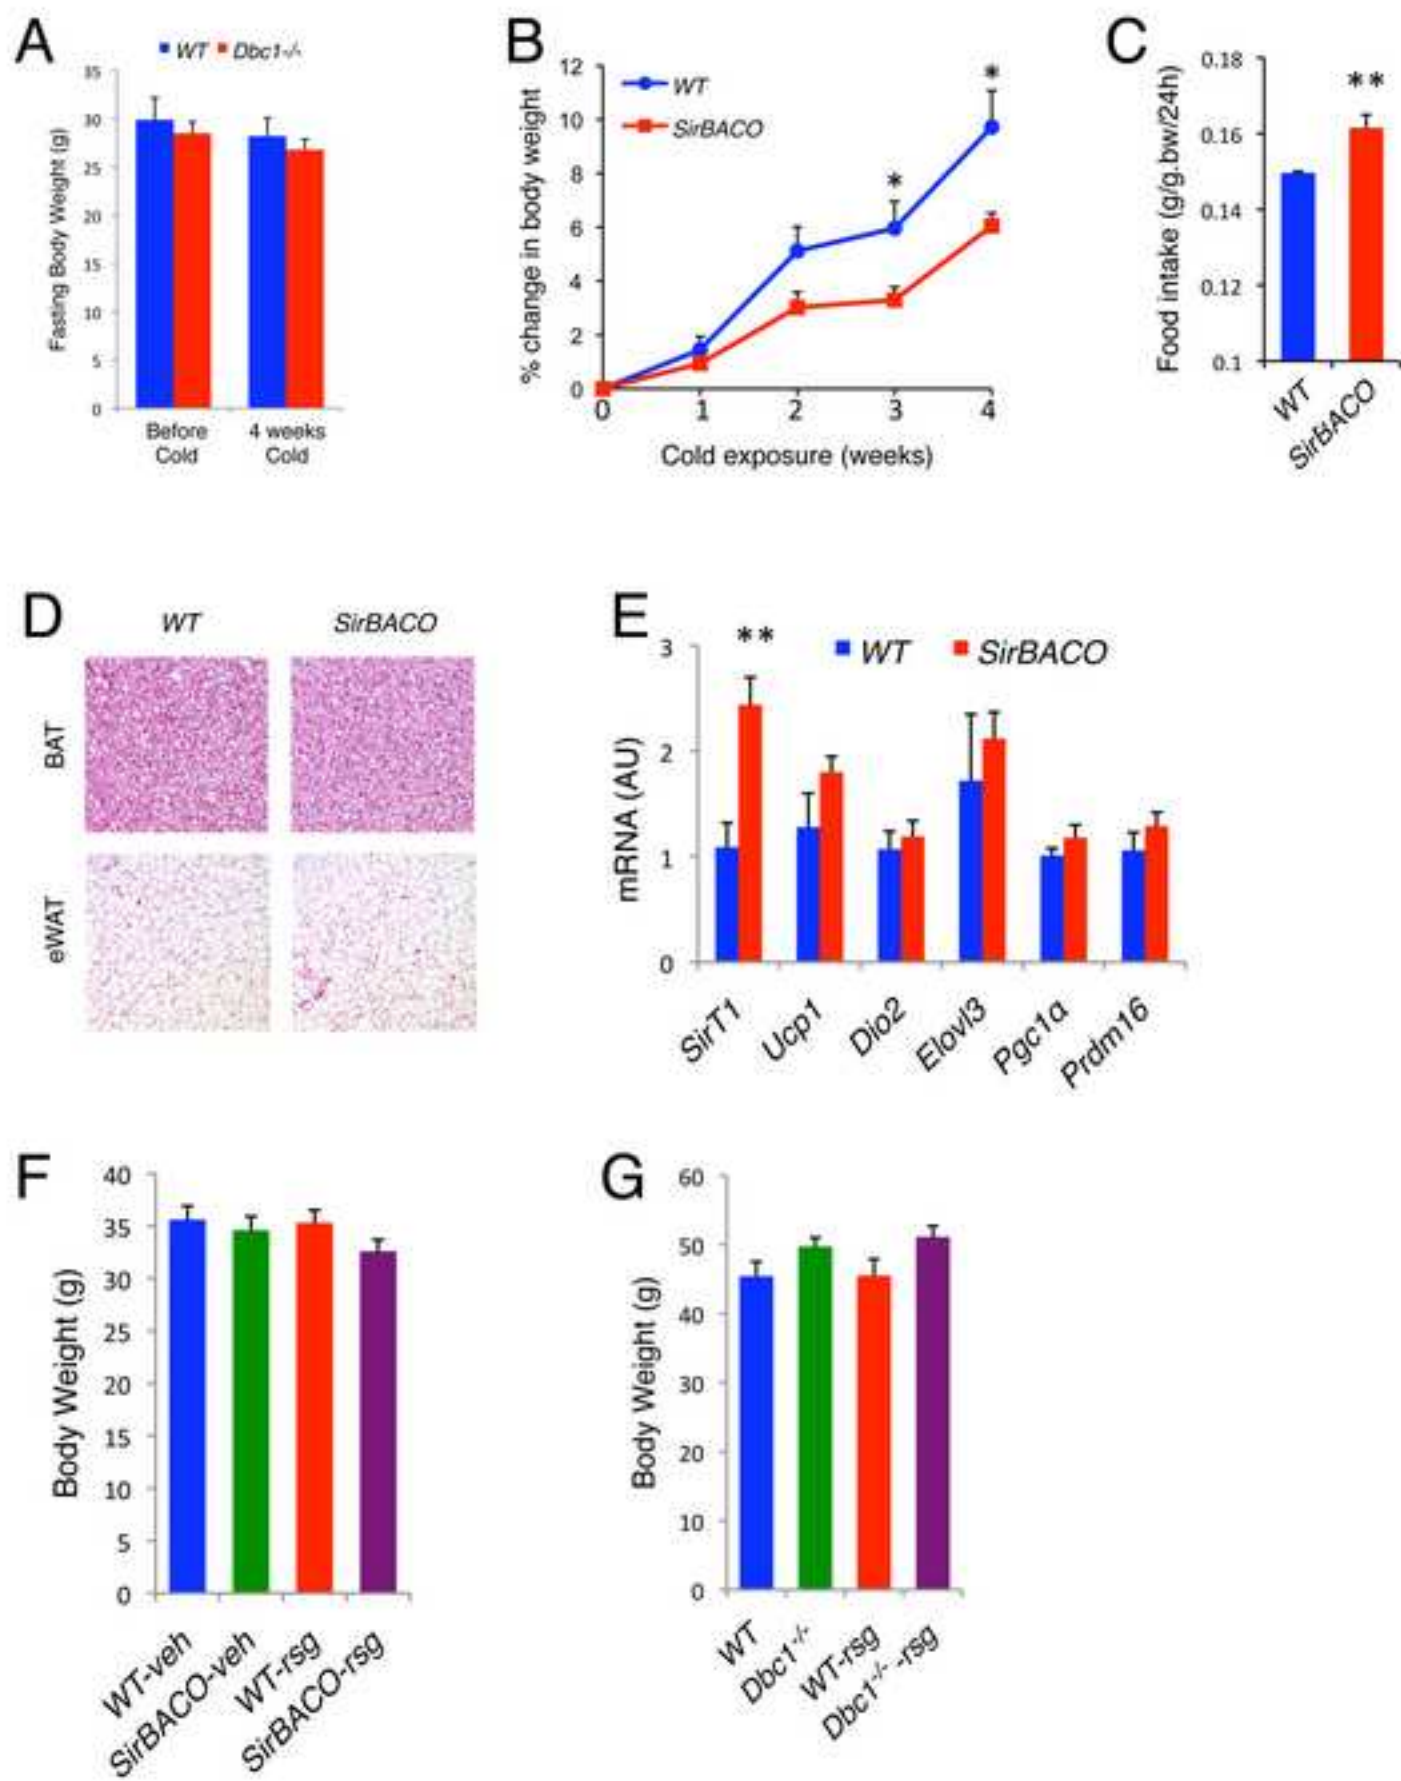 A
WT Dbc1-/-
35
30
25
20
15
10
5
0
Fasting Body Weight (g)
Before Cold
4 weeks Cold
B
12
10
8
6
4
2
0
% change in body weight
WT
SirBACO
*
*
0 1 2 3 4
Cold exposure (weeks)
C
0.18
0.16
0.14
0.12
0.1
Food intake (g/g.bw/24h)
**
WT
SirBACO
D
WT SirBACO
BAT
eWAT
E
3
2
1
0
mRNA (AU)
**
WT SirBACO
SirT1
Ucp1
Dio2
Elovl3
Pgc1α
Prdm16
F
40
35
30
25
20
15
10
5
0
Body Weight (g)
WT-veh
SirBACO-veh
WT-rsg
SirBACO-rsg
G
60
50
40
30
20
10
0
Body Weight (g)
WT
Dbc1-/-
WT-rsg
Dbc1-/- -rsg